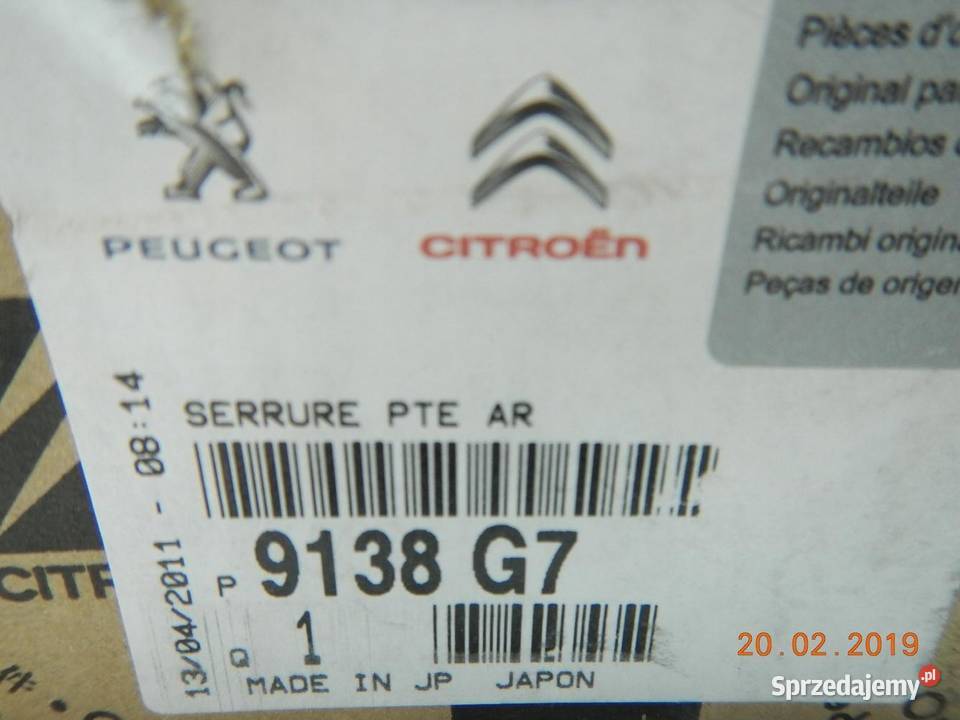 Pièces d'o
Original pa
Recambios
Originalteile
Ricambi origina
Peças de origen
PEUGEOT
CITROËN
SERRURE PTE AR
13/04/2011 - 08:14
P 9138 G7
Q 1
MADE IN JP JAPON
CITR
20.02.2019
Sprzedajemy.pl